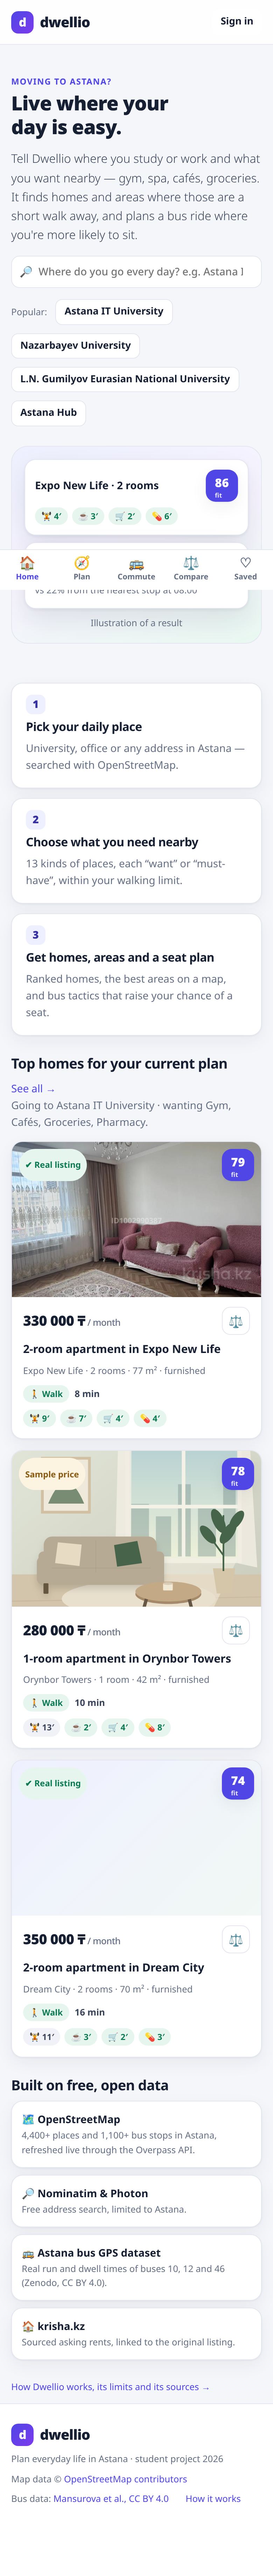 d dwellio
Sign in
MOVING TO ASTANA?
Live where your
day is easy.
Tell Dwellio where you study or work and what
you want nearby — gym, spa, cafés, groceries.
It finds homes and areas where those are a
short walk away, and plans a bus ride where
you're more likely to sit.
Where do you go every day? e.g. Astana I
Popular: Astana IT University
Nazarbayev University
L.N. Gumilyov Eurasian National University
Astana Hub
Expo New Life · 2 rooms
86
fit
4′ 3′ 2′ 6′
Home Plan Commute Compare Saved
vs 22% from the nearest stop at 08:00
Illustration of a result
1
Pick your daily place
University, office or any address in Astana —
searched with OpenStreetMap.
2
Choose what you need nearby
13 kinds of places, each “want” or “must-
have”, within your walking limit.
3
Get homes, areas and a seat plan
Ranked homes, the best areas on a map,
and bus tactics that raise your chance of a
seat.
Top homes for your current plan
See all →
Going to Astana IT University · wanting Gym,
Cafés, Groceries, Pharmacy.
✔ Real listing
79
fit
krisha.kz
330 000 ₸ / month
2-room apartment in Expo New Life
Expo New Life · 2 rooms · 77 m² · furnished
Walk 8 min
9′ 7′ 4′ 4′
Sample price
78
fit
280 000 ₸ / month
1-room apartment in Orynbor Towers
Orynbor Towers · 1 room · 42 m² · furnished
Walk 10 min
13′ 2′ 4′ 8′
✔ Real listing
74
fit
350 000 ₸ / month
2-room apartment in Dream City
Dream City · 2 rooms · 70 m² · furnished
Walk 16 min
11′ 3′ 2′ 3′
Built on free, open data
OpenStreetMap
4,400+ places and 1,100+ bus stops in Astana,
refreshed live through the Overpass API.
Nominatim & Photon
Free address search, limited to Astana.
Astana bus GPS dataset
Real run and dwell times of buses 10, 12 and 46
(Zenodo, CC BY 4.0).
krisha.kz
Sourced asking rents, linked to the original listing.
How Dwellio works, its limits and its sources →
d dwellio
Plan everyday life in Astana · student project 2026
Map data © OpenStreetMap contributors
Bus data: Mansurova et al., CC BY 4.0 How it works